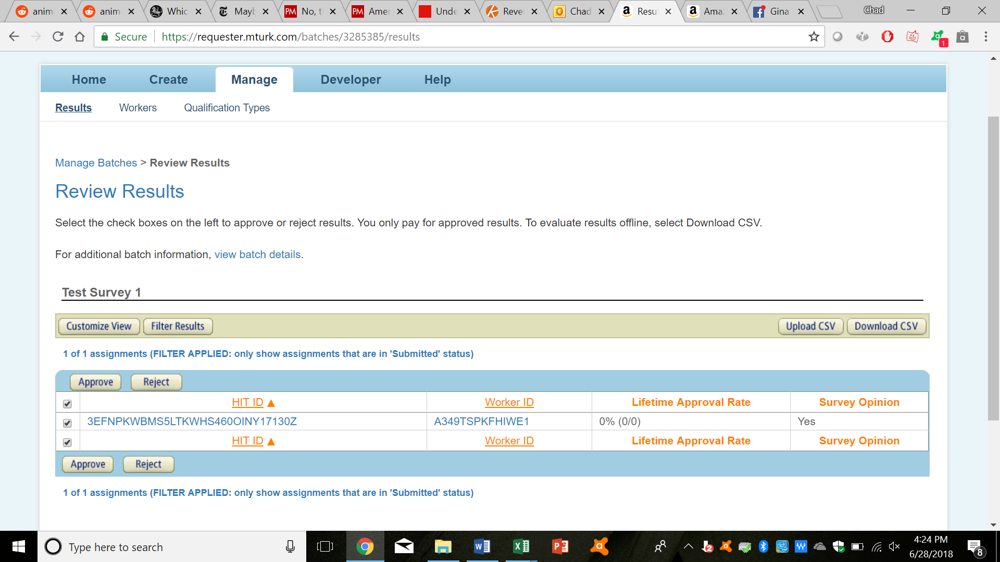 anim
anim
Whic
Mayb
No, t
Amer
Unde
Reve
Chad
Resu
Ama
Gina
Chad
Secure
https://requester.mturk.com/batches/3285385/results
1
Home
Create
Manage
Developer
Help
Results
Workers
Qualification Types
Manage Batches > Review Results
Review Results
Select the check boxes on the left to approve or reject results. You only pay for approved results. To evaluate results offline, select Download CSV.
For additional batch information, view batch details.
Test Survey 1
Customize View
Filter Results
Upload CSV
Download CSV
1 of 1 assignments (FILTER APPLIED: only show assignments that are in 'Submitted' status)
Approve
Reject
HIT ID ▲
Worker ID
Lifetime Approval Rate
Survey Opinion
3EFNPKWBMS5LTKWHS460OINY17130Z
A349TSPKFHIWE1
0% (0/0)
Yes
HIT ID ▲
Worker ID
Lifetime Approval Rate
Survey Opinion
Approve
Reject
1 of 1 assignments (FILTER APPLIED: only show assignments that are in 'Submitted' status)
Type here to search
4:24 PM
6/28/2018
8